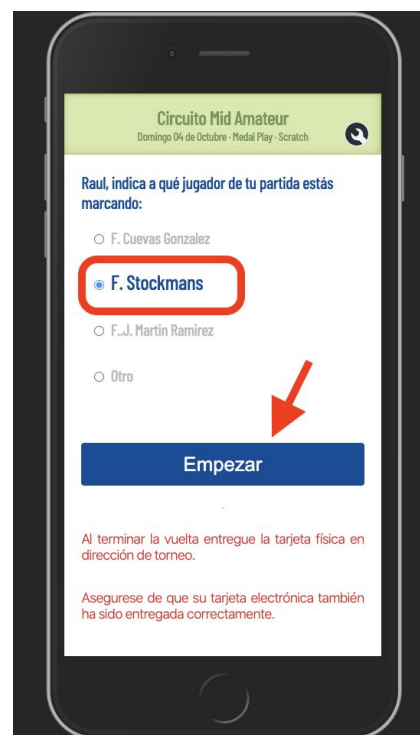 Circuito Mid Amateur
Domingo 04 de Octubre - Medal Play - Scratch
Raul, indica a qué jugador de tu partida estás
marcando:
F. Cuevas Gonzalez
F. Stockmans
F..J. Martin Ramirez
Otro
Empezar
Al terminar la vuelta entregue la tarjeta física en
dirección de torneo.
Asegurese de que su tarjeta electrónica también
ha sido entregada correctamente.